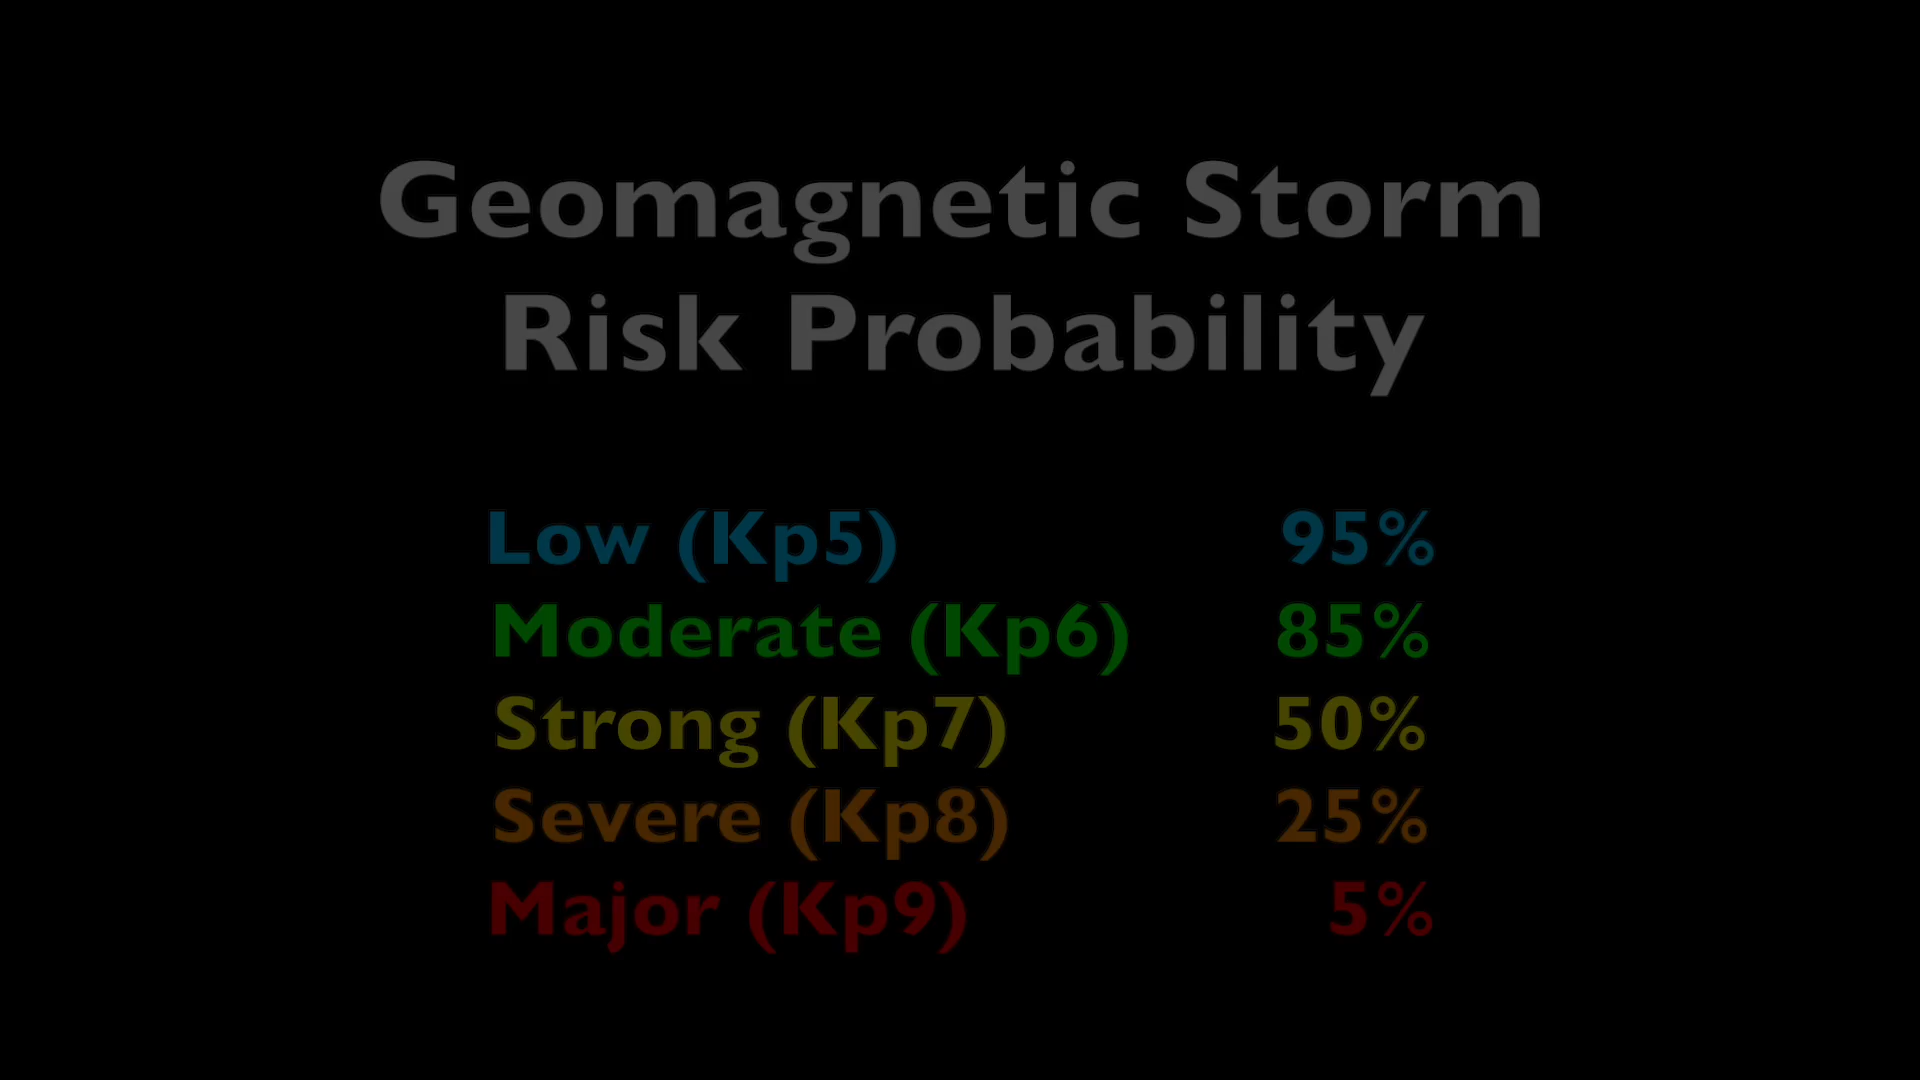 Geomagnetic Storm
Risk Probability
Low (Kp5) 95%
Moderate (Kp6) 85%
Strong (Kp7) 50%
Severe (Kp8) 25%
Major (Kp9) 5%